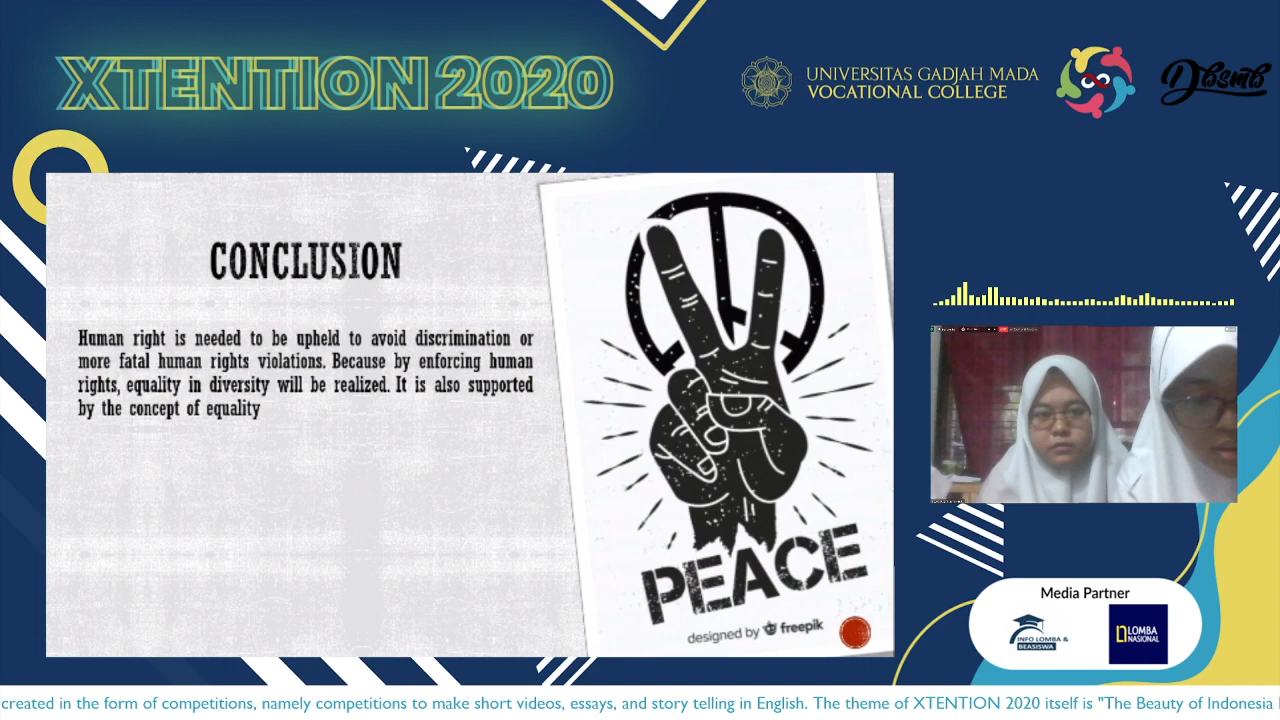 XTENTION 2020
UNIVERSITAS GADJAH MADA
VOCATIONAL COLLEGE
Dbsmb
CONCLUSION
Human right is needed to be upheld to avoid discrimination or
more fatal human rights violations. Because by enforcing human
rights, equality in diversity will be realized. It is also supported
by the concept of equality
PEACE
designed by freepik
Media Partner
INFO LOMBA &
BEASISWA
LOMBA
NASIONAL
created in the form of competitions, namely competitions to make short videos, essays, and story telling in English. The theme of XTENTION 2020 itself is "The Beauty of Indonesia